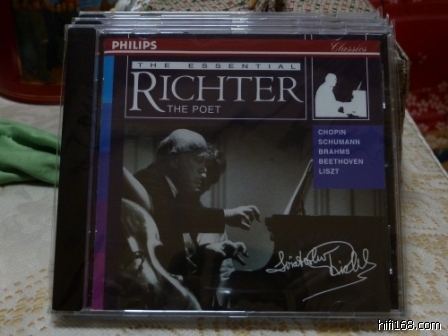 PHILIPS
Classics
THE ESSENTIAL
RICHTER
THE POET
CHOPIN
SCHUMANN
BRAHMS
BEETHOVEN
LISZT
hifi168.com